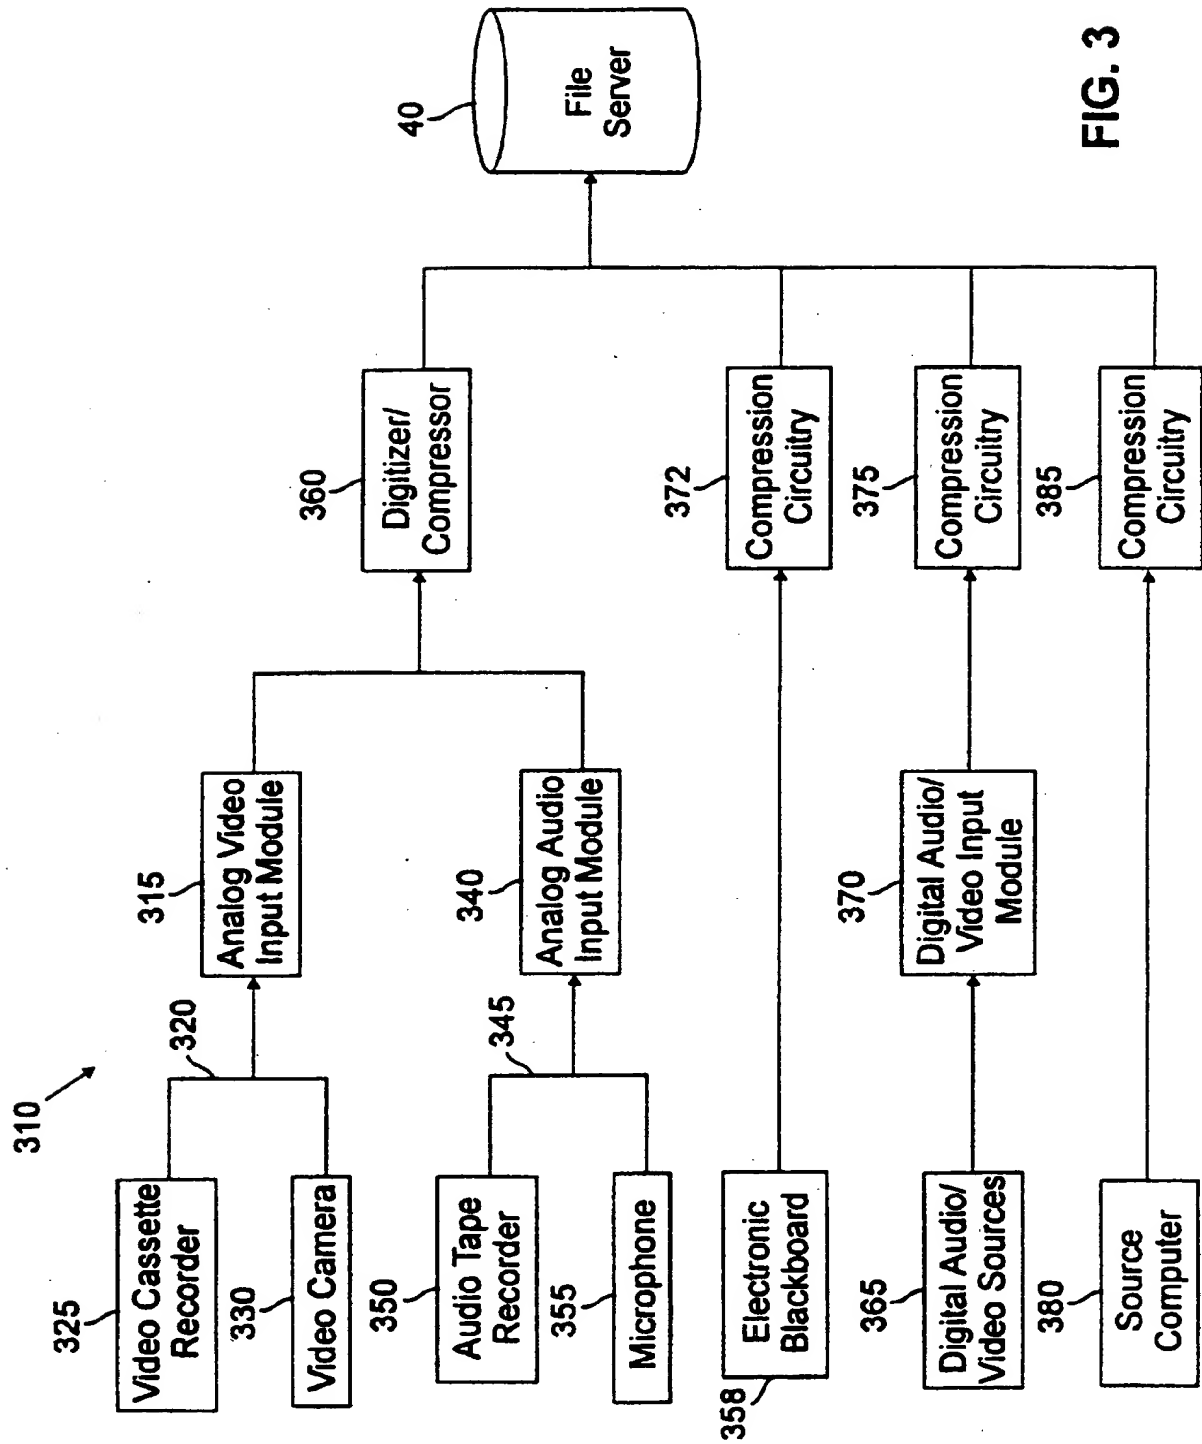 310
325
Video Cassette
Recorder
330
Video Camera
320
315
Analog Video
Input Module
350
Audio Tape
Recorder
355
Microphone
345
340
Analog Audio
Input Module
360
Digitizer/
Compressor
40
File
Server
Electronic
Blackboard
358
372
Compression
Circuitry
365
Digital Audio/
Video Sources
370
Digital Audio/
Video Input
Module
375
Compression
Circuitry
380
Source
Computer
385
Compression
Circuitry
FIG. 3